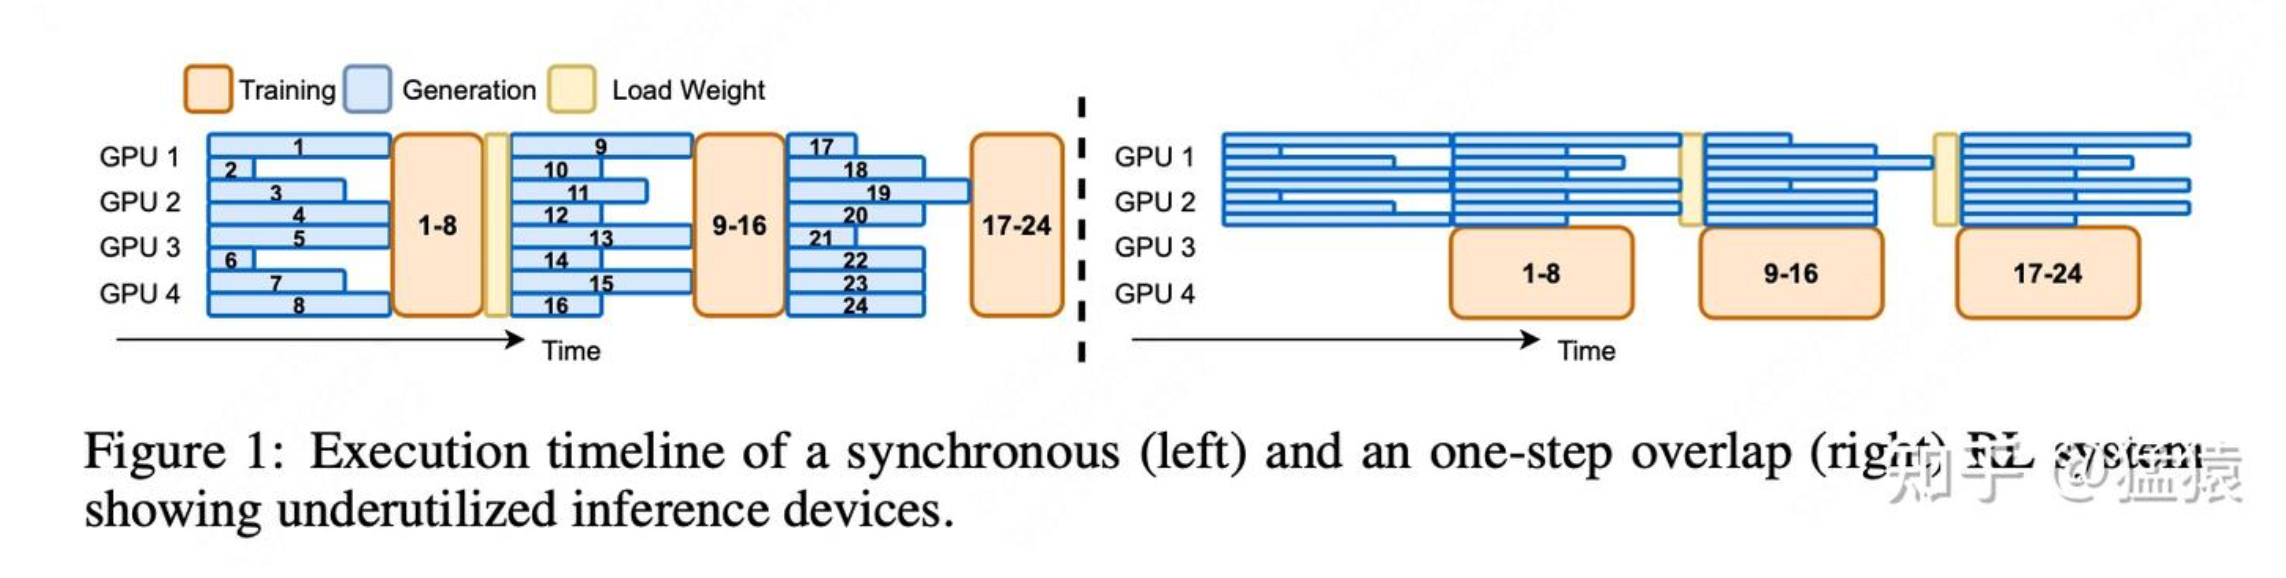 Training
Generation
Load Weight
GPU 1
GPU 2
GPU 3
GPU 4
1
2
3
4
5
6
7
8
1-8
9
10
11
12
13
14
15
16
9-16
17
18
19
20
21
22
23
24
17-24
Time
GPU 1
GPU 2
GPU 3
GPU 4
1-8
9-16
17-24
Time
Figure 1: Execution timeline of a synchronous (left) and an one-step overlap (right) RL system
showing underutilized inference devices.
知乎 @猛猿